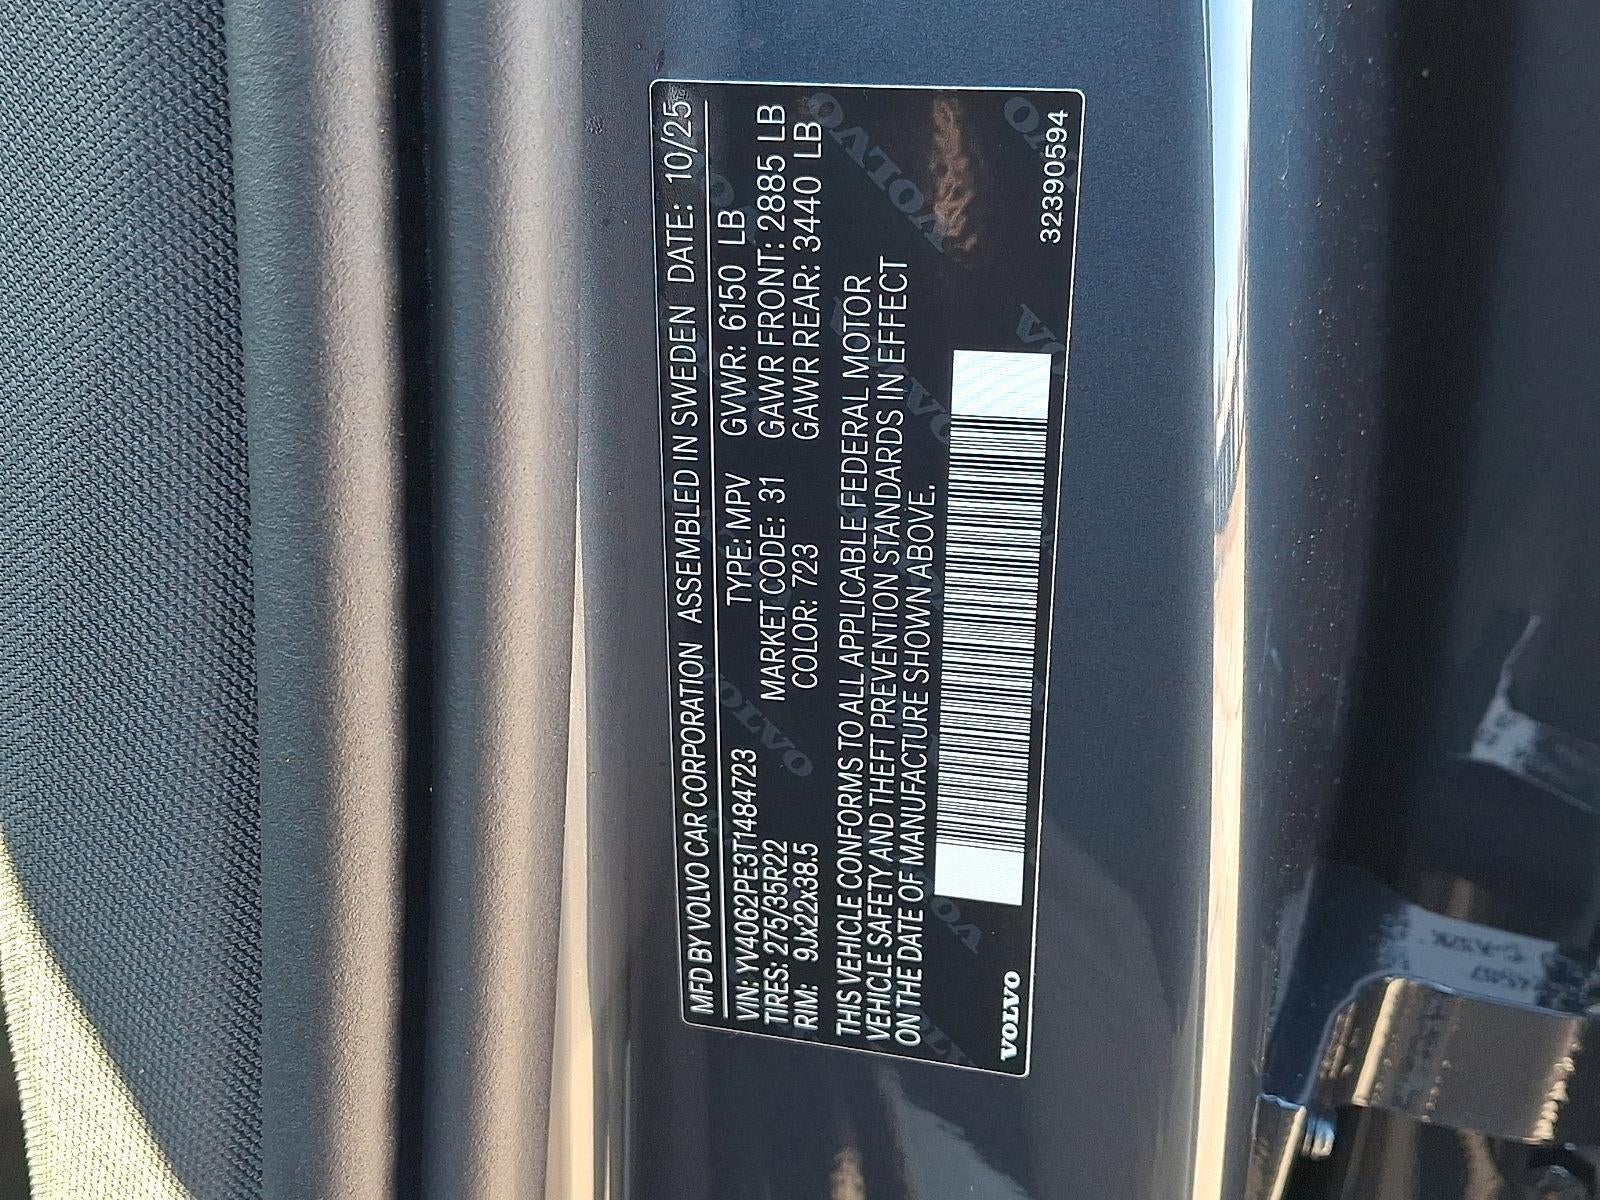 MFD BY VOLVO CAR CORPORATION ASSEMBLED IN SWEDEN DATE: 10/25
VIN: YV4062PE3T1484723 TYPE: MPV GVWR: 6150 LB
TIRES: 275/35R22 MARKET CODE: 31 GAWR FRONT: 2885 LB
RIM: 9Jx22x38.5 COLOR: 723 GAWR REAR: 3440 LB
THIS VEHICLE CONFORMS TO ALL APPLICABLE FEDERAL MOTOR
VEHICLE SAFETY AND THEFT PREVENTION STANDARDS IN EFFECT
ON THE DATE OF MANUFACTURE SHOWN ABOVE.
VOLVO 32390594